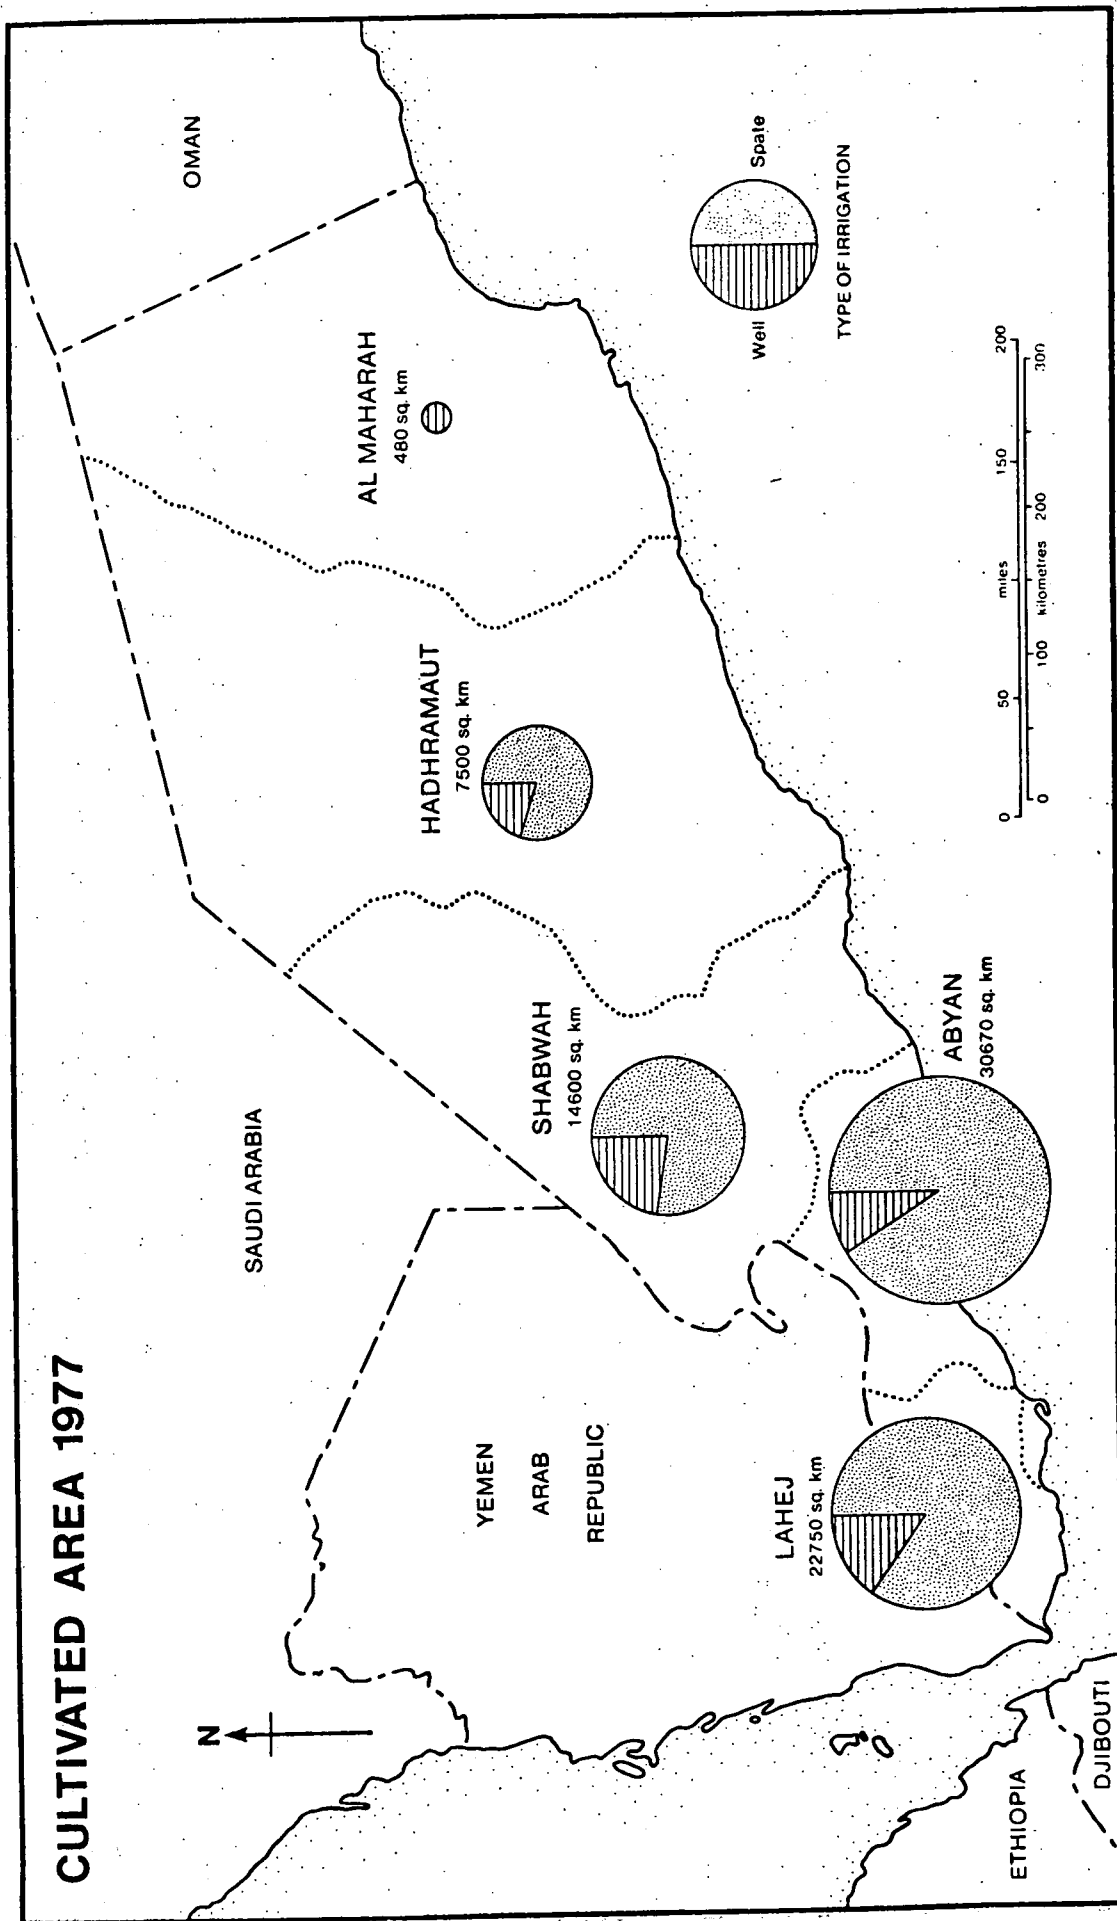 CULTIVATED AREA 1977
N
SAUDI ARABIA
OMAN
YEMEN
ARAB
REPUBLIC
AL MAHARAH
480 sq. km
HADHRAMAUT
7500 sq. km
SHABWAH
14600 sq. km
LAHEJ
22750 sq. km
ABYAN
30670 sq. km
ETHIOPIA
DJIBOUTI
Well
Spate
TYPE OF IRRIGATION
0 50 miles 150 200
0 100 kilometres 200 300